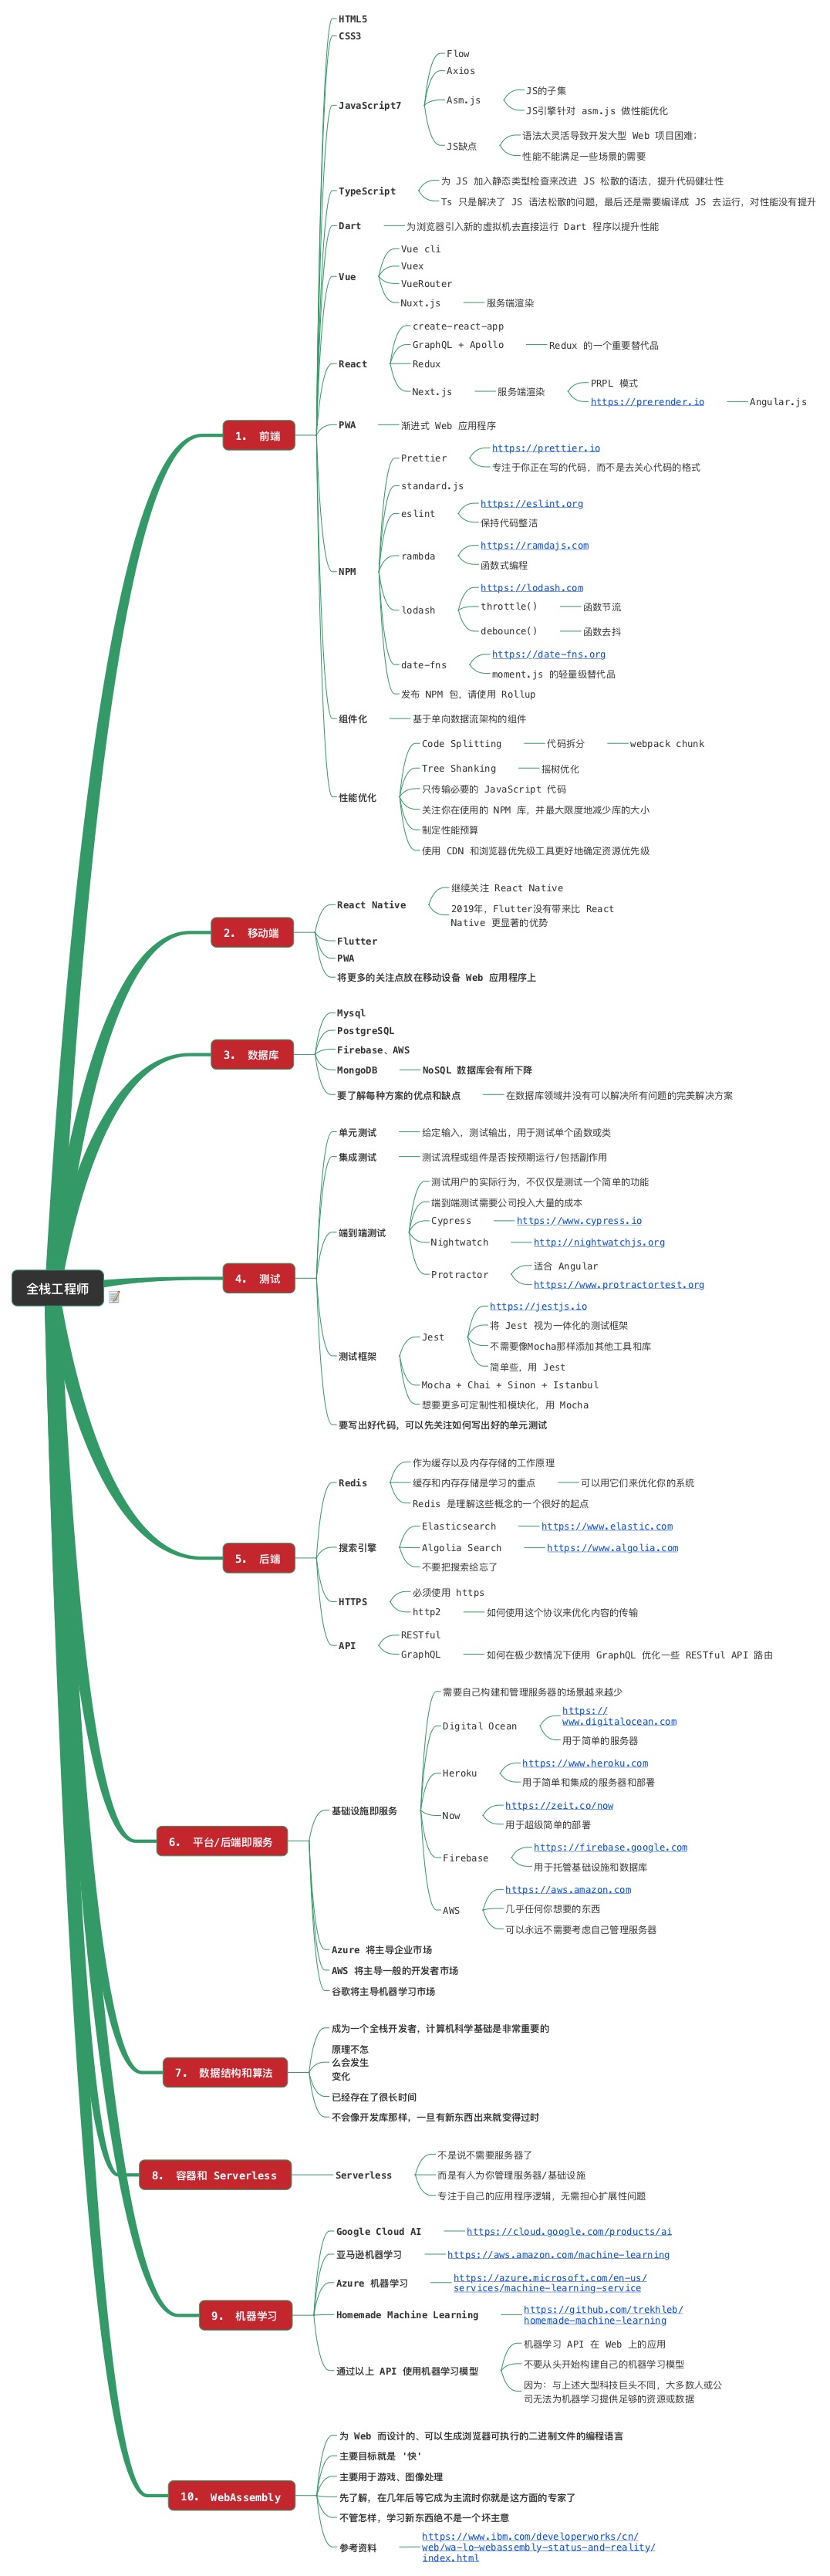 全栈工程师
1. 前端
HTML5
CSS3
JavaScript7
Flow
Axios
Asm.js
JS的子集
JS引擎针对 asm.js 做性能优化
JS缺点
语法太灵活导致开发大型 Web 项目困难;
性能不能满足一些场景的需要
TypeScript
为 JS 加入静态类型检查来改进 JS 松散的语法, 提升代码健壮性
Ts 只是解决了 JS 语法松散的问题, 最后还是需要编译成 JS 去运行, 对性能没有提升
Dart
为浏览器引入新的虚拟机去直接运行 Dart 程序以提升性能
Vue
Vue cli
Vuex
VueRouter
Nuxt.js
服务端渲染
React
create-react-app
GraphQL + Apollo
Redux 的一个重要替代品
Redux
Next.js
服务端渲染
PRPL 模式
https://prerender.io
Angular.js
PWA
渐进式 Web 应用程序
NPM
Prettier
https://prettier.io
专注于你正在写的代码, 而不是去关心代码的格式
standard.js
eslint
https://eslint.org
保持代码整洁
rambda
https://ramdajs.com
函数式编程
lodash
https://lodash.com
throttle()
函数节流
debounce()
函数去抖
date-fns
https://date-fns.org
moment.js 的轻量级替代品
发布 NPM 包, 请使用 Rollup
组件化
基于单向数据流架构的组件
性能优化
Code Splitting
代码拆分
webpack chunk
Tree Shanking
摇树优化
只传输必要的 JavaScript 代码
关注你在使用的 NPM 库, 并最大限度地减少库的大小
制定性能预算
使用 CDN 和浏览器优先级工具更好地确定资源优先级
2. 移动端
React Native
继续关注 React Native
2019年, Flutter没有带来比 React
Native 更显著的优势
Flutter
PWA
将更多的关注点放在移动设备 Web 应用程序上
3. 数据库
Mysql
PostgreSQL
Firebase、AWS
MongoDB
NoSQL 数据库会有所下降
要了解每种方案的优点和缺点
在数据库领域并没有可以解决所有问题的完美解决方案
4. 测试
单元测试
给定输入, 测试输出, 用于测试单个函数或类
集成测试
测试流程或组件是否按预期运行/包括副作用
端到端测试
测试用户的实际行为, 不仅仅是测试一个简单的功能
端到端测试需要公司投入大量的成本
Cypress
https://www.cypress.io
Nightwatch
http://nightwatchjs.org
Protractor
适合 Angular
https://www.protractortest.org
测试框架
Jest
https://jestjs.io
将 Jest 视为一体化的测试框架
不需要像Mocha那样添加其他工具和库
简单些, 用 Jest
Mocha + Chai + Sinon + Istanbul
想要更多可定制性和模块化, 用 Mocha
要写出好代码, 可以先关注如何写出好的单元测试
5. 后端
Redis
作为缓存以及内存存储的工作原理
缓存和内存存储是学习的重点
可以用它们来优化你的系统
Redis 是理解这些概念的一个很好的起点
搜索引擎
Elasticsearch
https://www.elastic.com
Algolia Search
https://www.algolia.com
不要把搜索给忘了
HTTPS
必须使用 https
http2
如何使用这个协议来优化内容的传输
API
RESTful
GraphQL
如何在极少数情况下使用 GraphQL 优化一些 RESTful API 路由
6. 平台/后端即服务
基础设施即服务
需要自己构建和管理服务器的场景越来越少
Digital Ocean
https://
www.digitalocean.com
用于简单的服务器
Heroku
https://www.heroku.com
用于简单和集成的服务器和部署
Now
https://zeit.co/now
用于超级简单的部署
Firebase
https://firebase.google.com
用于托管基础设施和数据库
AWS
https://aws.amazon.com
几乎任何你想要的东西
可以永远不需要考虑自己管理服务器
Azure 将主导企业市场
AWS 将主导一般的开发者市场
谷歌将主导机器学习市场
7. 数据结构和算法
成为一个全栈开发者, 计算机科学基础是非常重要的
原理不怎
么会发生
变化
已经存在了很长时间
不会像开发库那样, 一旦有新东西出来就变得过时
8. 容器和 Serverless
Serverless
不是说不需要服务器了
而是有人为你管理服务器/基础设施
专注于自己的应用程序逻辑, 无需担心扩展性问题
9. 机器学习
Google Cloud AI
https://cloud.google.com/products/ai
亚马逊机器学习
https://aws.amazon.com/machine-learning
Azure 机器学习
https://azure.microsoft.com/en-us/
services/machine-learning-service
Homemade Machine Learning
https://github.com/trekhleb/
homemade-machine-learning
通过以上 API 使用机器学习模型
机器学习 API 在 Web 上的应用
不要从头开始构建自己的机器学习模型
因为: 与上述大型科技巨头不同, 大多数人或公
司无法为机器学习提供足够的资源或数据
10. WebAssembly
为 Web 而设计的、可以生成浏览器可执行的二进制文件的编程语言
主要目标就是 '快'
主要用于游戏、图像处理
先了解, 在几年后等它成为主流时你就是这方面的专家了
不管怎样, 学习新东西绝不是一个坏主意
参考资料
https://www.ibm.com/developerworks/cn/
web/wa-lo-webassembly-status-and-reality/
index.html